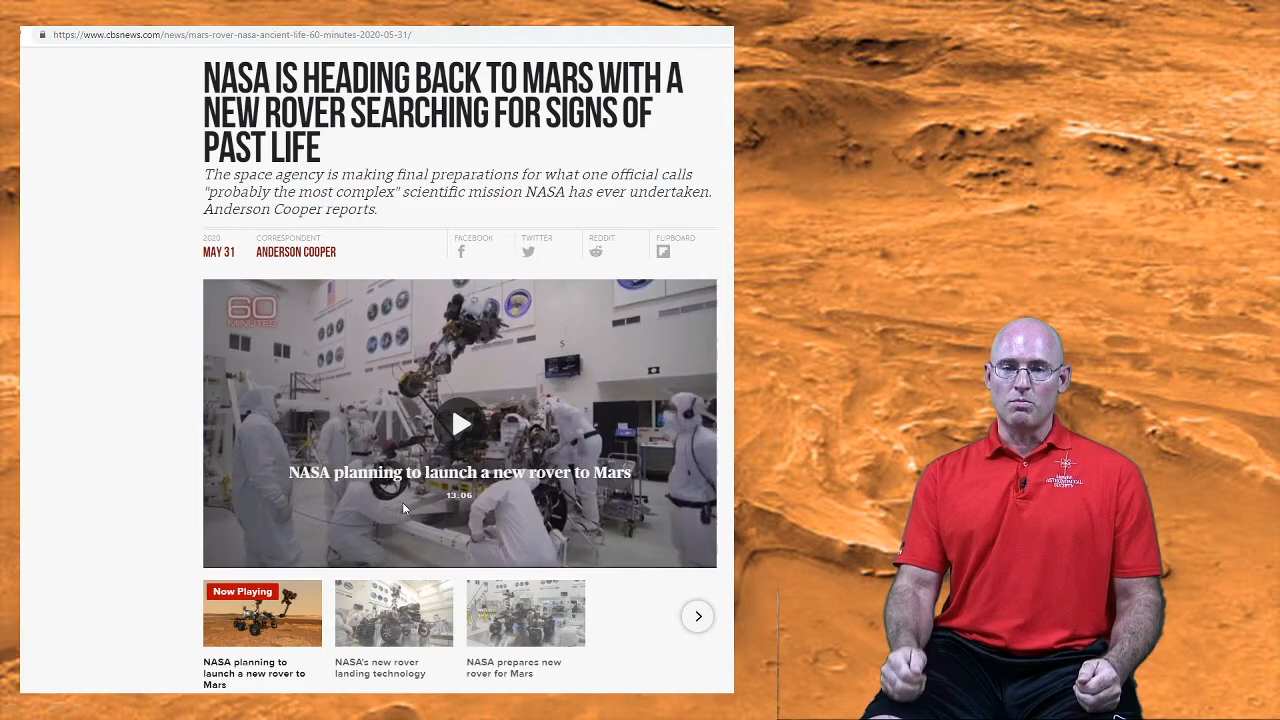 https://www.cbsnews.com/news/mars-rover-nasa-ancient-life-60-minutes-2020-05-31/
NASA IS HEADING BACK TO MARS WITH A
NEW ROVER SEARCHING FOR SIGNS OF
PAST LIFE
The space agency is making final preparations for what one official calls
"probably the most complex" scientific mission NASA has ever undertaken.
Anderson Cooper reports.
2020 CORRESPONDENT FACEBOOK TWITTER REDDIT FLIPBOARD
MAY 31 ANDERSON COOPER
60
MINUTES
NASA planning to launch a new rover to Mars
13:06
Now Playing
NASA planning to
launch a new rover to
Mars
NASA's new rover
landing technology
NASA prepares new
rover for Mars
ASTRONOMICAL
SOCIETY